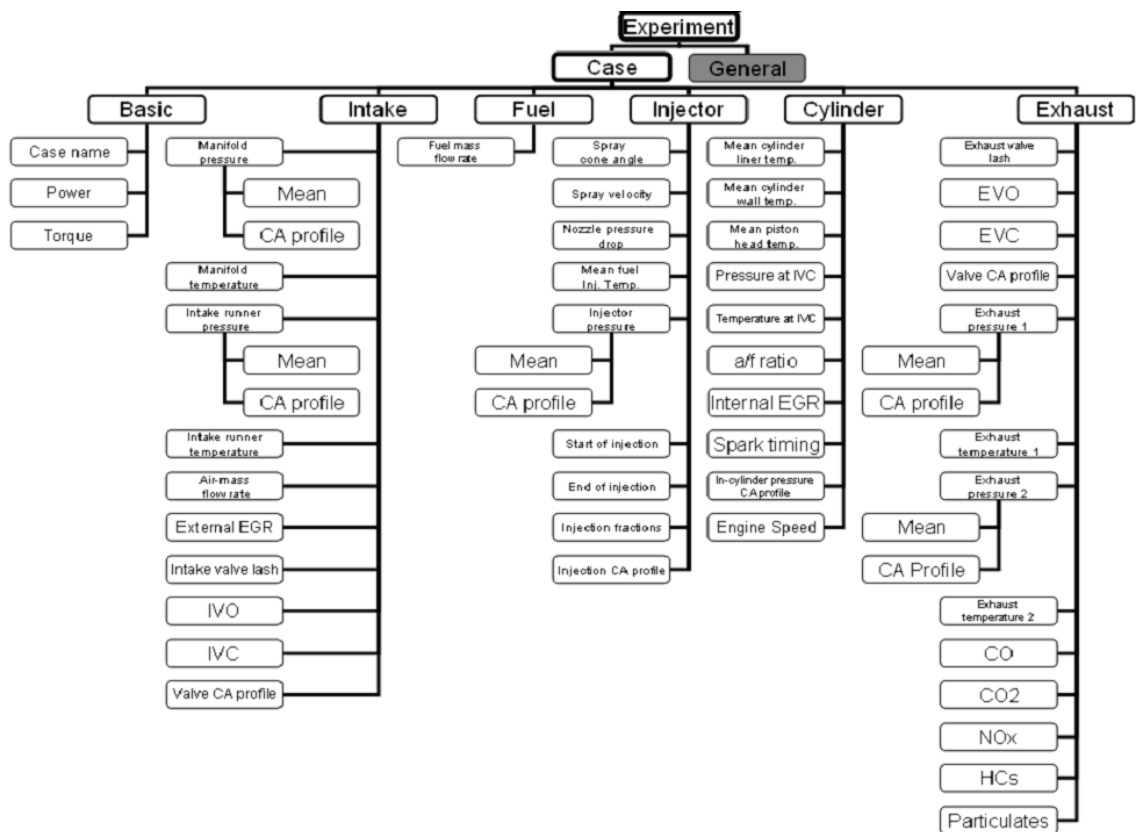 Experiment
Case
General
Basic
Intake
Fuel
Injector
Cylinder
Exhaust
Case name
Power
Torque
Manifold
pressure
Mean
CA profile
Manifold
temperature
Intake runner
pressure
Mean
CA profile
Intake runner
temperature
Air-mass
flow rate
External EGR
Intake valve lash
IVO
IVC
Valve CA profile
Fuel mass
flow rate
Spray
cone angle
Spray velocity
Nozzle pressure
drop
Mean fuel
Inj. Temp.
Injector
pressure
Mean
CA profile
Start of injection
End of injection
Injection fractions
Injection CA profile
Mean cylinder
liner temp.
Mean cylinder
wall temp.
Mean piston
head temp.
Pressure at IVC
Temperature at IVC
a/f ratio
Internal EGR
Spark timing
In-cylinder pressure
CA profile
Engine Speed
Exhaust valve
lash
EVO
EVC
Valve CA profile
Exhaust
pressure 1
Mean
CA profile
Exhaust
temperature 1
Exhaust
pressure 2
Mean
CA Profile
Exhaust
temperature 2
CO
CO2
NOx
HCs
Particulates